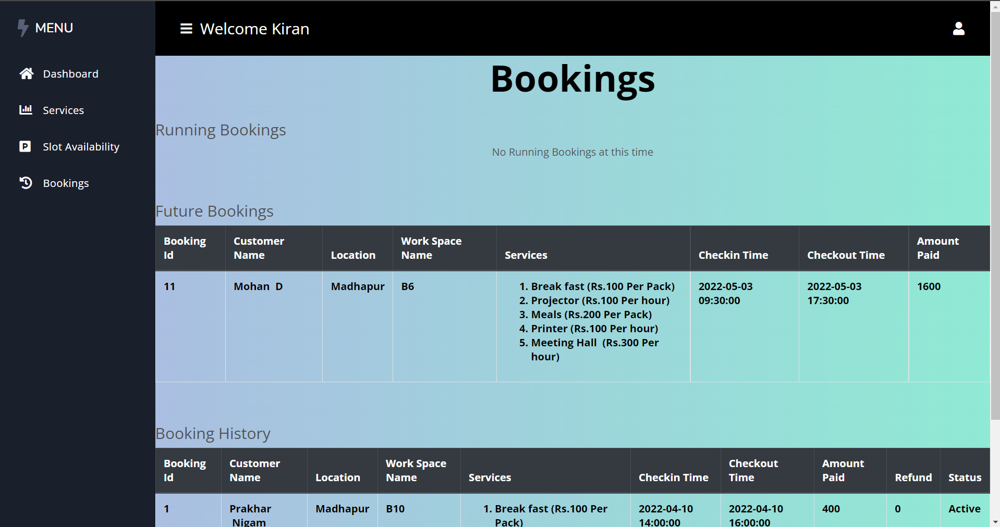 MENU
Welcome Kiran
Dashboard
Services
Slot Availability
Bookings
Bookings
Running Bookings
No Running Bookings at this time
Future Bookings
Booking Id
Customer Name
Location
Work Space Name
Services
Checkin Time
Checkout Time
Amount Paid
11
Mohan D
Madhapur
B6
1. Break fast (Rs.100 Per Pack)
2. Projector (Rs.100 Per hour)
3. Meals (Rs.200 Per Pack)
4. Printer (Rs.100 Per hour)
5. Meeting Hall (Rs.300 Per
hour)
2022-05-03
09:30:00
2022-05-03
17:30:00
1600
Booking History
Booking Id
Customer Name
Location
Work Space Name
Services
Checkin Time
Checkout Time
Amount Paid
Refund
Status
1
Prakhar
Nigam
Madhapur
B10
1. Break fast (Rs.100 Per
Pack)
2022-04-10
14:00:00
2022-04-10
16:00:00
400
0
Active